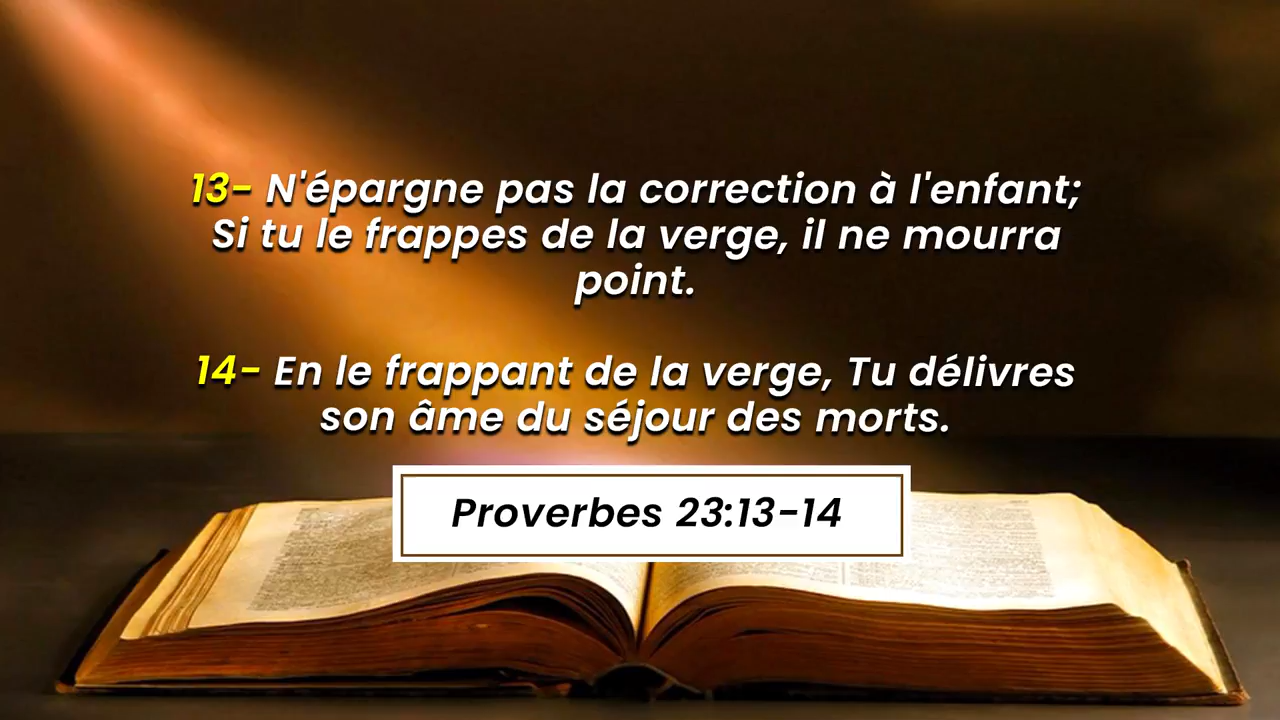 13- N'épargne pas la correction à l'enfant;
Si tu le frappes de la verge, il ne mourra
point.
14- En le frappant de la verge, Tu délivres
son âme du séjour des morts.
Proverbes 23:13-14